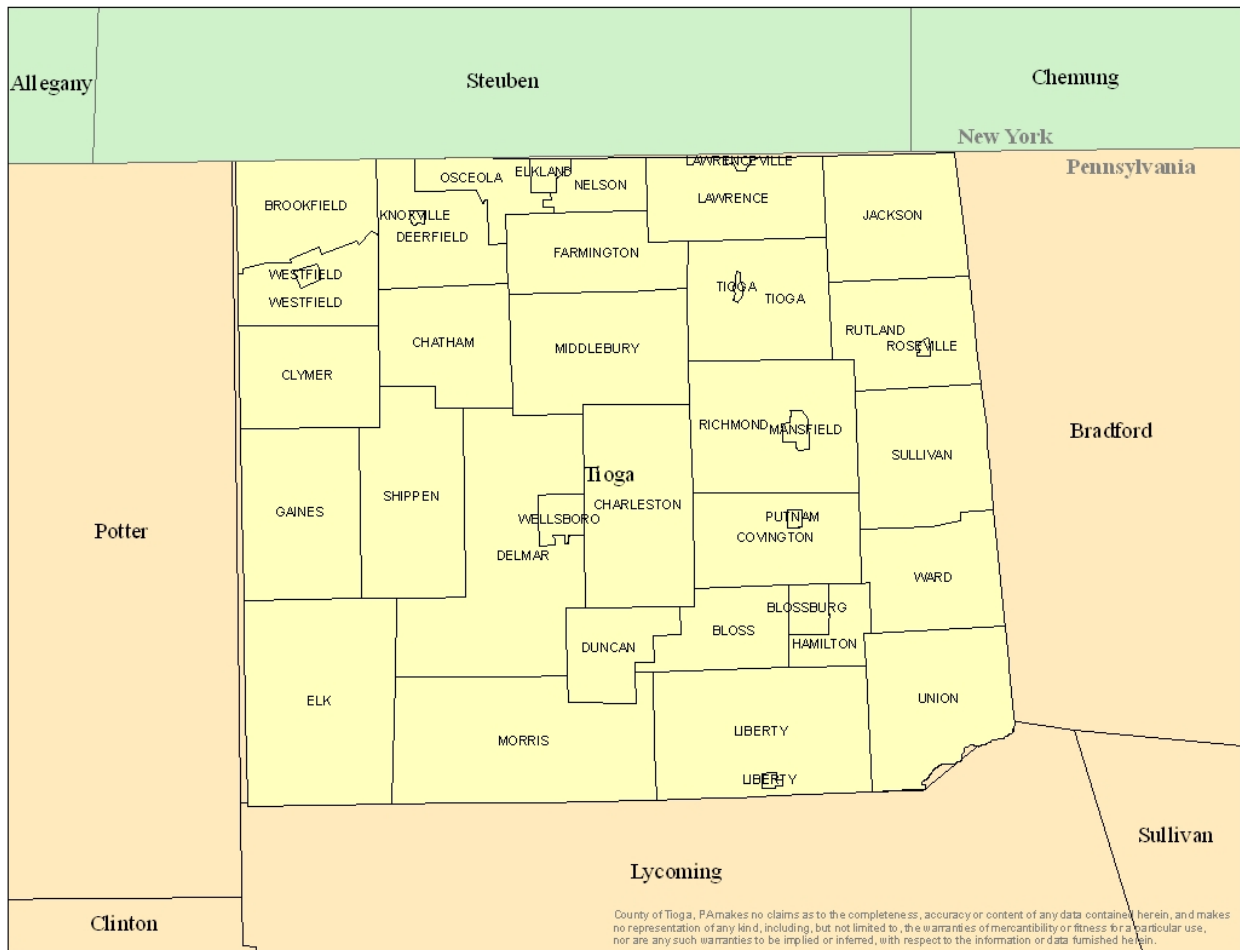 Allegany
Steuben
Chemung
New York
Pennsylvania
LAWRENCEVILLE
ELKLAND
OSCEOLA
NELSON
BROOKFIELD
LAWRENCE
KNOXVILLE
JACKSON
DEERFIELD
FARMINGTON
WESTFIELD
TIOGA
TIOGA
WESTFIELD
RUTLAND
CHATHAM
ROSEVILLE
MIDDLEBURY
CLYMER
RICHMOND
MANSFIELD
Bradford
SULLIVAN
Tioga
SHIPPEN
CHARLESTON
GAINES
WELLSBORO
PUTNAM
Potter
COVINGTON
DELMAR
WARD
BLOSSBURG
BLOSS
HAMILTON
DUNCAN
ELK
UNION
LIBERTY
MORRIS
LIBERTY
Sullivan
Lycoming
Clinton
County of Tioga, PA makes no claims as to the completeness, accuracy or content of any data contained herein, and makes
no representation of any kind, including, but not limited to, the warranties of mercantibility or fitness for a particular use,
nor are any such warranties to be implied or inferred, with respect to the information or data furnished herein.